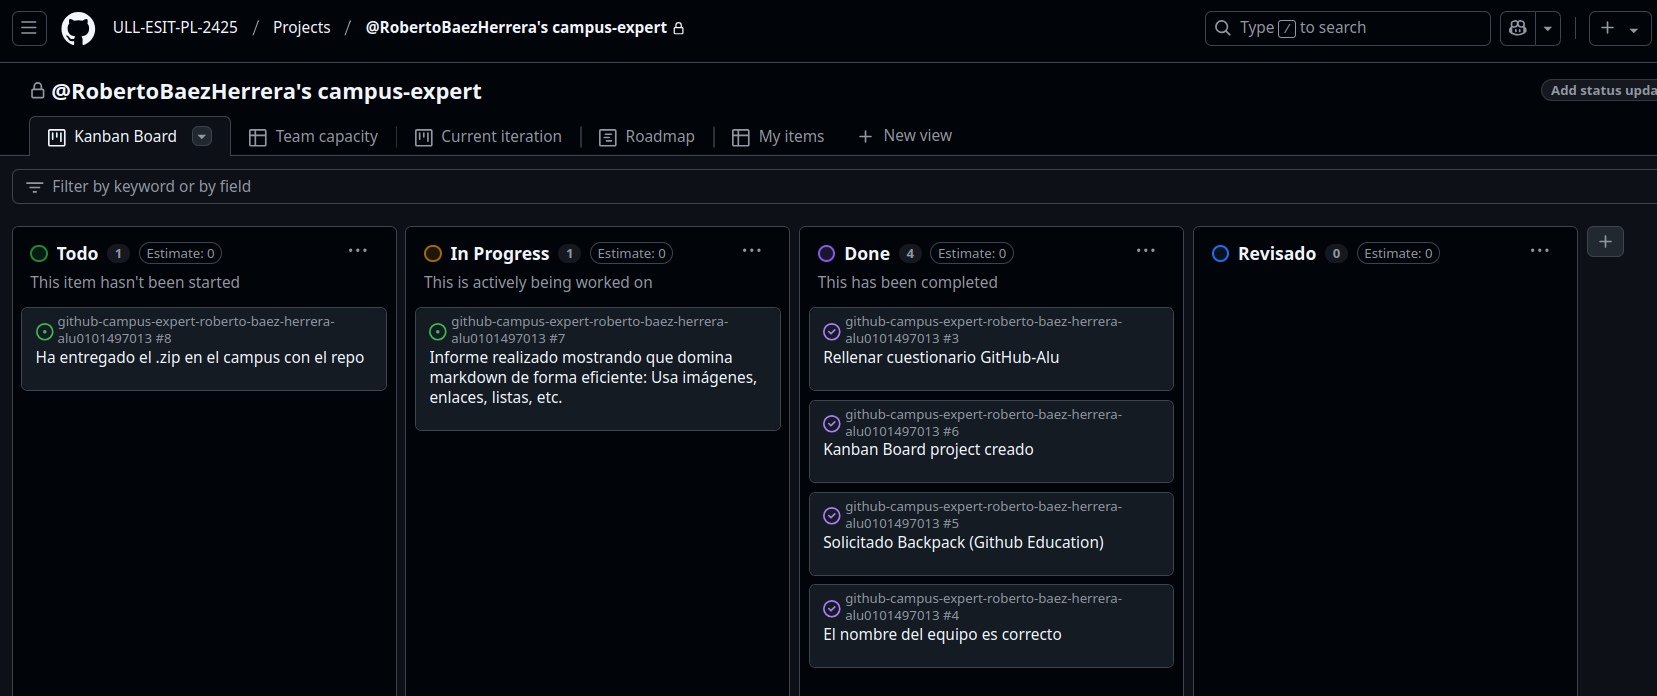 ULL-ESIT-PL-2425 / Projects / @RobertoBaezHerrera's campus-expert
Type / to search
@RobertoBaezHerrera's campus-expert
Add status upda
Kanban Board
Team capacity
Current iteration
Roadmap
My items
+ New view
Filter by keyword or by field
Todo 1 Estimate: 0
This item hasn't been started
github-campus-expert-roberto-baez-herrera-
alu0101497013 #8
Ha entregado el .zip en el campus con el repo
In Progress 1 Estimate: 0
This is actively being worked on
github-campus-expert-roberto-baez-herrera-
alu0101497013 #7
Informe realizado mostrando que domina
markdown de forma eficiente: Usa imágenes,
enlaces, listas, etc.
Done 4 Estimate: 0
This has been completed
github-campus-expert-roberto-baez-herrera-
alu0101497013 #3
Rellenar cuestionario GitHub-Alu
github-campus-expert-roberto-baez-herrera-
alu0101497013 #6
Kanban Board project creado
github-campus-expert-roberto-baez-herrera-
alu0101497013 #5
Solicitado Backpack (Github Education)
github-campus-expert-roberto-baez-herrera-
alu0101497013 #4
El nombre del equipo es correcto
Revisado 0 Estimate: 0